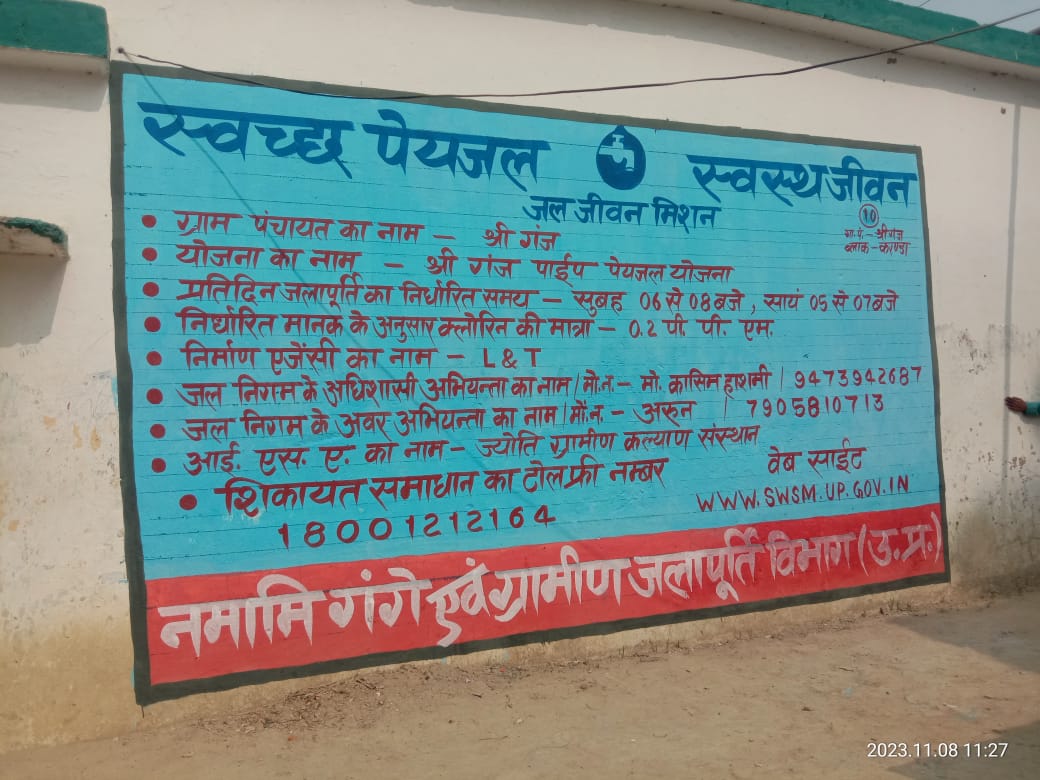 स्वच्छ पेयजल स्वस्थ जीवन
जल जीवन मिशन
10
ग्रा. पं. - श्रीगंज
ब्लाक - काण्डा
• ग्राम पंचायत का नाम - श्री गंज
• योजना का नाम - श्री गंज पाईप पेयजल योजना
• प्रतिदिन जलापूर्ति का निर्धारित समय - सुबह 06 से 08 बजे, सायं 05 से 07 बजे
• निर्धारित मानक के अनुसार क्लोरिन की मात्रा - 0.2 पी. पी. एम.
• निर्माण एजेंसी का नाम - L & T
• जल निगम के अधिशासी अभियन्ता का नाम / मो.न. - मो. कासिम हाशमी | 9473942687
• जल निगम के अवर अभियन्ता का नाम / मो.न. - अरुन | 7905810713
• आई. एस. ए. का नाम - ज्योति ग्रामीण कल्याण संस्थान
• शिकायत समाधान का टोल फ्री नम्बर
18001212164
वेब साईट
WWW.SWSM.UP.GOV.IN
नमामि गंगे एवं ग्रामीण जलापूर्ति विभाग (उ.प्र.)
2023.11.08 11:27